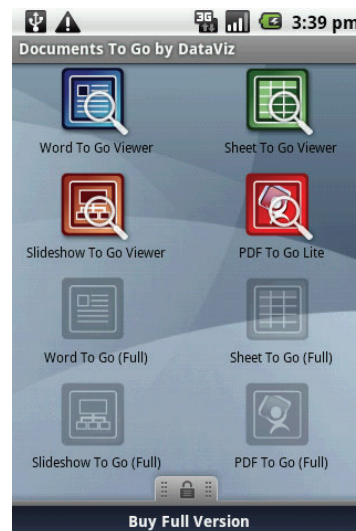 3G 3:39 pm
Documents To Go by DataViz
Word To Go Viewer Sheet To Go Viewer
Slideshow To Go Viewer PDF To Go Lite
Word To Go (Full) Sheet To Go (Full)
Slideshow To Go (Full) PDF To Go (Full)
Buy Full Version